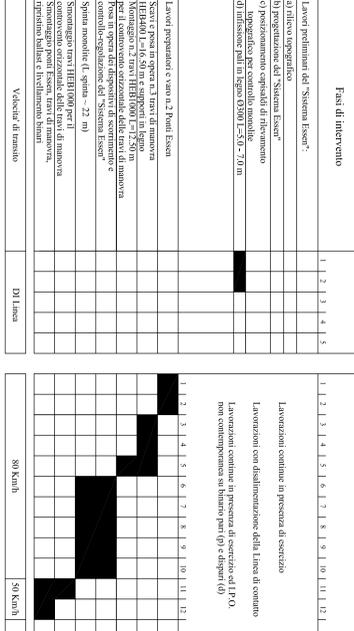 Fasi di intervento
1 2 3 4 5
1 2 3 4 5 6 7 8 9 10 11 12
Lavori preliminari del "Sistema Essen":
a) rilievo topografico
b) progettazione del "Sistema Essen"
c) posizionamento capisaldi di rilevamento
topografico per controllo monolite
d) infissione pali in legno Ø300 L=5,0 - 7.0 m
Lavorazioni continue in presenza di esercizio
Lavorazioni con disalimentazione della Linea di contatto
Lavorazioni continue in presenza di esercizio ed I.P.O.
non contemporanea su binario pari (p) e dispari (d)
1 2 3 4 5
1 2 3 4 5 6 7 8 9 10 11 12
Lavori preparatori e varo n.2 Ponti Essen
Scavi e posa in opera n.3 travi di manovra
HEB400 L=16.50 m e supporti in legno
Montaggio n.2 travi HEB1000 L=12,50 m
per il controvento orizzontale delle travi di manovra
Posa in opera dei dispositivi di scorrimento e
controllo-regolazione del "Sistema Essen"
Spinta monolite (L spinta ~ 22 m)
Smontaggio travi HEB1000 per il
controvento orizzontale delle travi di manovra
Smontaggio ponti Essen, travi di manovra,
ripristino ballast e livellamento binari
Velocita' di transito
DI Linea
80 Km/h
50 Km/h